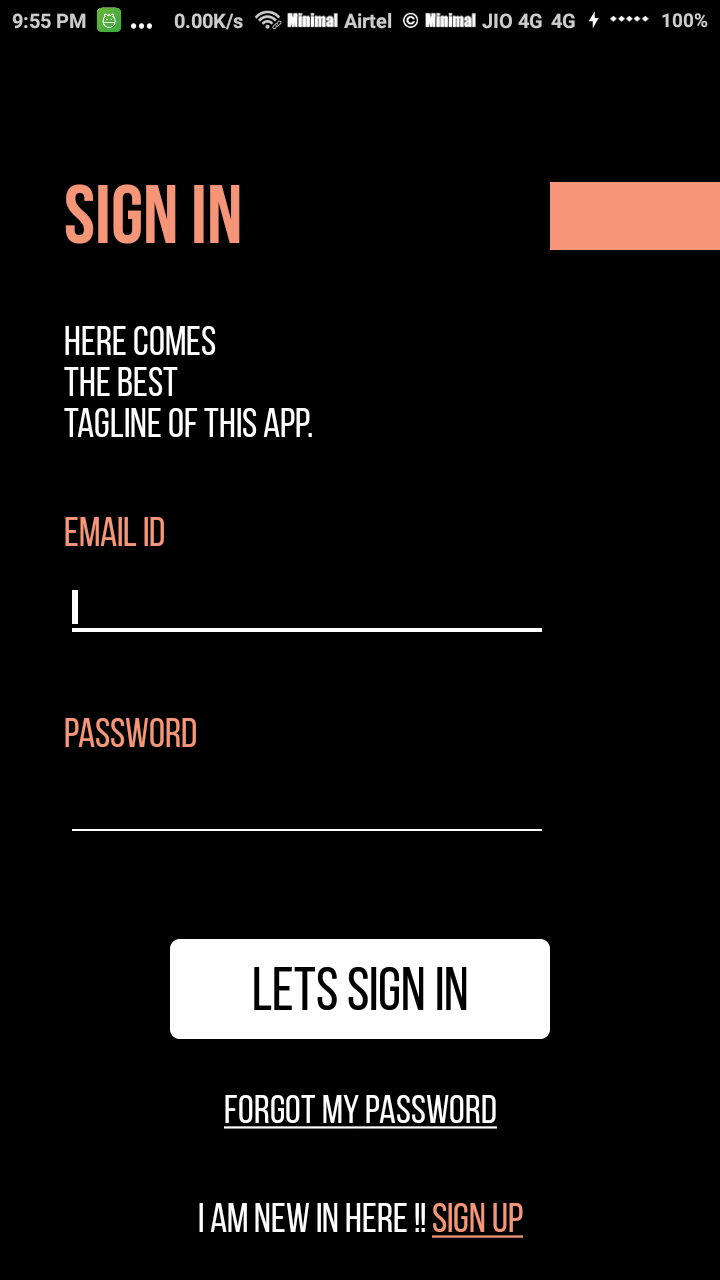 9:55 PM ... 0.00K/s Minimal Airtel © Minimal JIO 4G 4G 100%
SIGN IN
HERE COMES
THE BEST
TAGLINE OF THIS APP.
EMAIL ID
PASSWORD
LETS SIGN IN
FORGOT MY PASSWORD
I AM NEW IN HERE !! SIGN UP